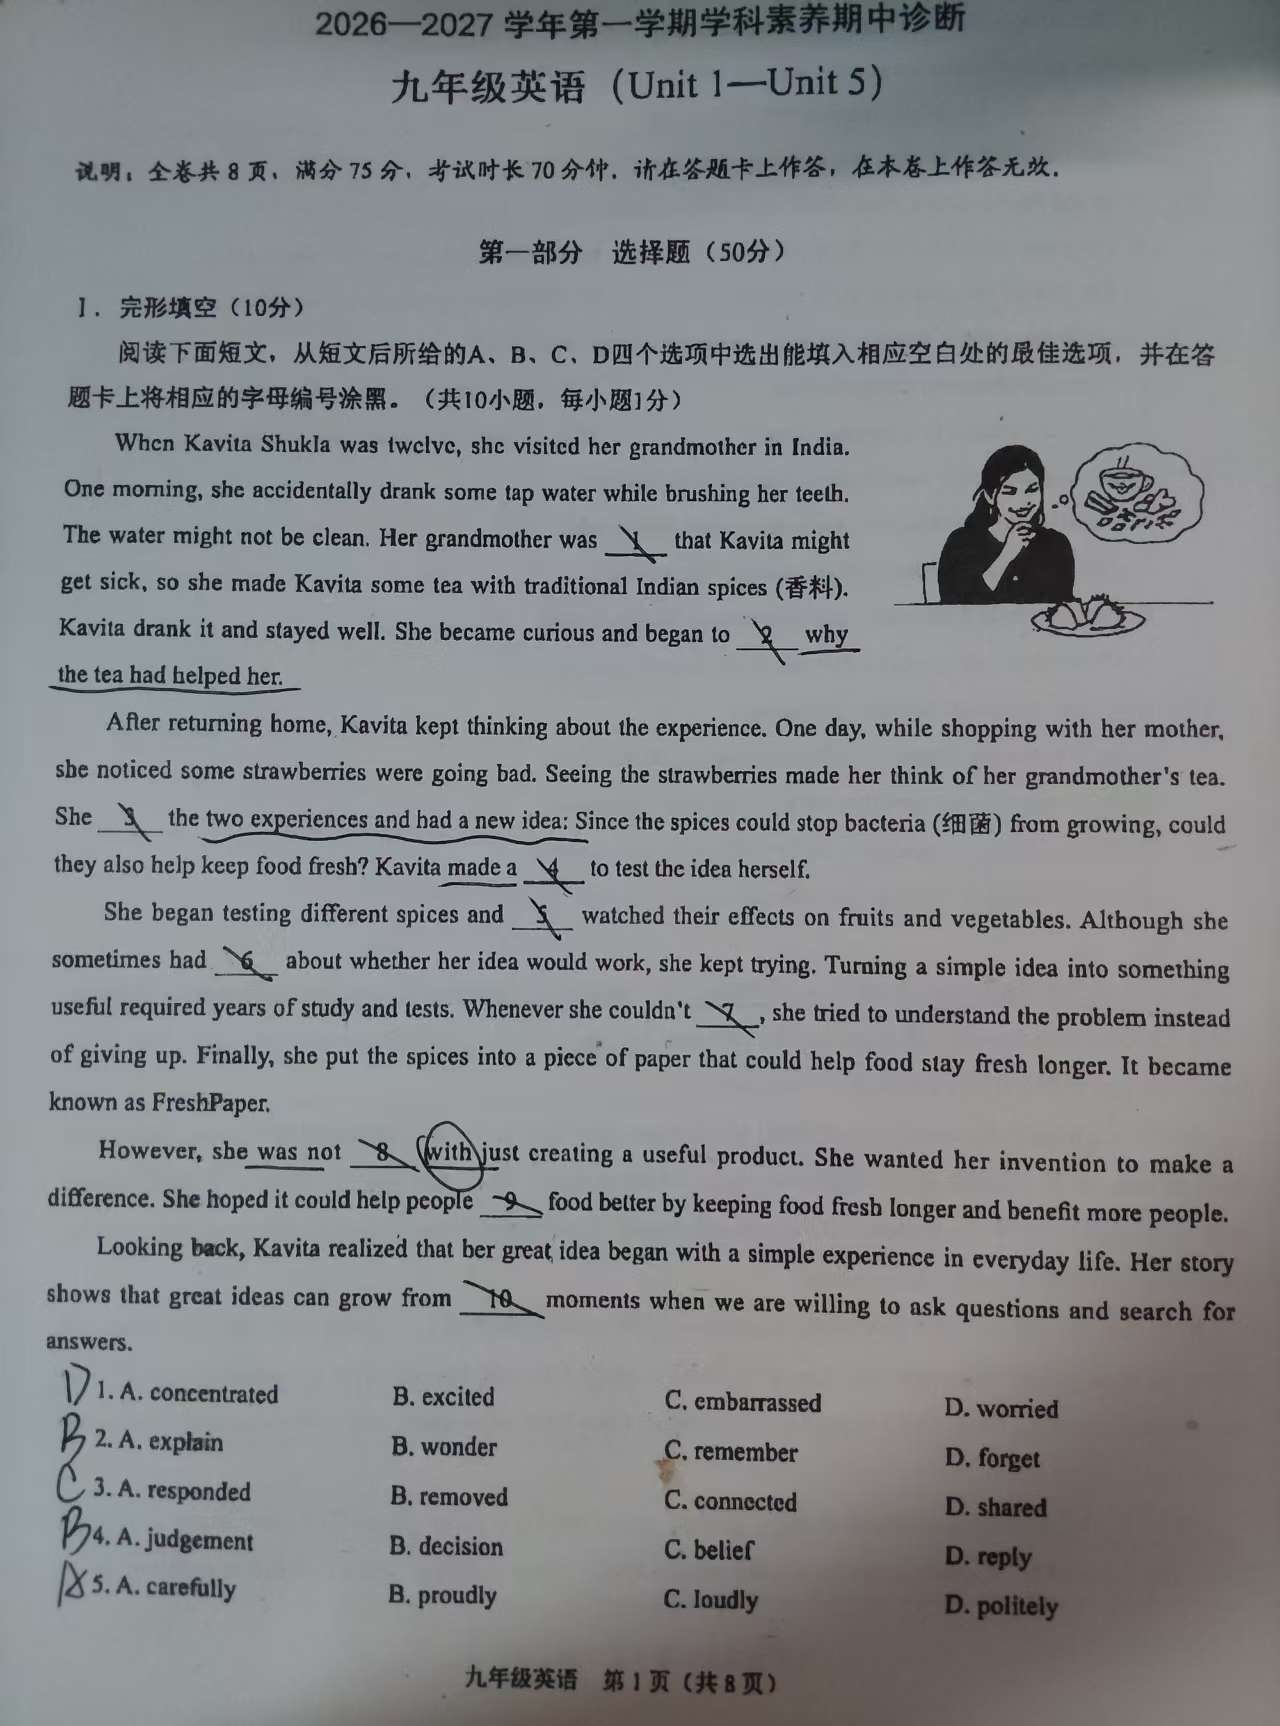 2026—2027 学年第一学期学科素养期中诊断
九年级英语（Unit 1—Unit 5）
说明：全卷共 8 页，满分 75 分，考试时长 70 分钟．请在答题卡上作答，在本卷上作答无效．
第一部分　选择题（50分）
I．完形填空（10分）
阅读下面短文，从短文后所给的A、B、C、D四个选项中选出能填入相应空白处的最佳选项，并在答
题卡上将相应的字母编号涂黑。（共10小题，每小题1分）
When Kavita Shukla was twelve, she visited her grandmother in India.
One morning, she accidentally drank some tap water while brushing her teeth.
The water might not be clean. Her grandmother was 1 that Kavita might
get sick, so she made Kavita some tea with traditional Indian spices (香料).
Kavita drank it and stayed well. She became curious and began to 2 why
the tea had helped her.
After returning home, Kavita kept thinking about the experience. One day, while shopping with her mother,
she noticed some strawberries were going bad. Seeing the strawberries made her think of her grandmother's tea.
She 3 the two experiences and had a new idea: Since the spices could stop bacteria (细菌) from growing, could
they also help keep food fresh? Kavita made a 4 to test the idea herself.
She began testing different spices and 5 watched their effects on fruits and vegetables. Although she
sometimes had 6 about whether her idea would work, she kept trying. Turning a simple idea into something
useful required years of study and tests. Whenever she couldn't 7 , she tried to understand the problem instead
of giving up. Finally, she put the spices into a piece of paper that could help food stay fresh longer. It became
known as FreshPaper.
However, she was not 8 with just creating a useful product. She wanted her invention to make a
difference. She hoped it could help people 9 food better by keeping food fresh longer and benefit more people.
Looking back, Kavita realized that her great idea began with a simple experience in everyday life. Her story
shows that great ideas can grow from 10 moments when we are willing to ask questions and search for
answers.
D 1. A. concentrated B. excited C. embarrassed D. worried
B 2. A. explain B. wonder C. remember D. forget
C 3. A. responded B. removed C. connected D. shared
B 4. A. judgement B. decision C. belief D. reply
A 5. A. carefully B. proudly C. loudly D. politely
九年级英语　第 1 页（共 8 页）